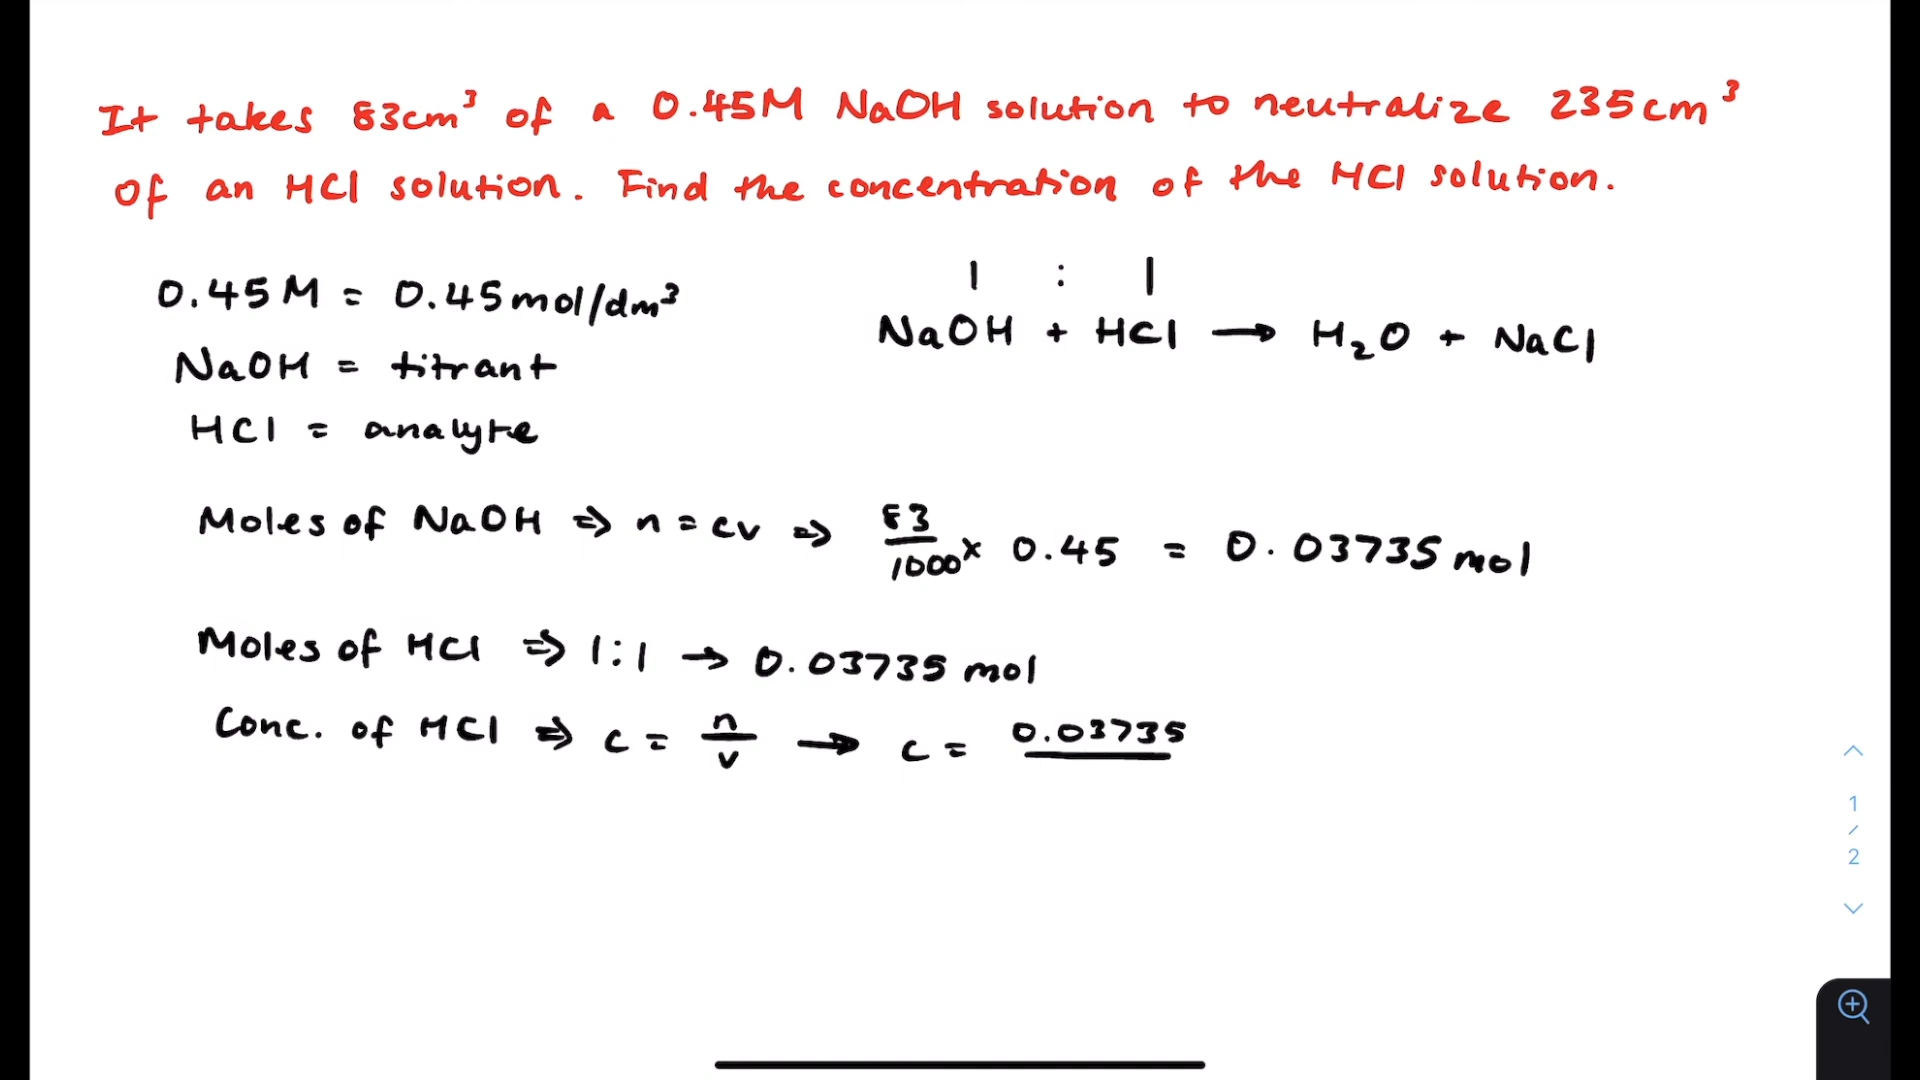 It takes 83cm³ of a 0.45M NaOH solution to neutralize 235cm³
of an HCl solution. Find the concentration of the HCl solution.
1 : 1
0.45M = 0.45mol/dm³
NaOH + HCl → H₂O + NaCl
NaOH = titrant
HCl = analyte
Moles of NaOH ⇒ n = cv ⇒ 83/1000 x 0.45 = 0.03735 mol
Moles of HCl ⇒ 1:1 → 0.03735 mol
Conc. of HCl ⇒ c = n/v → c = 0.03735
1
/
2